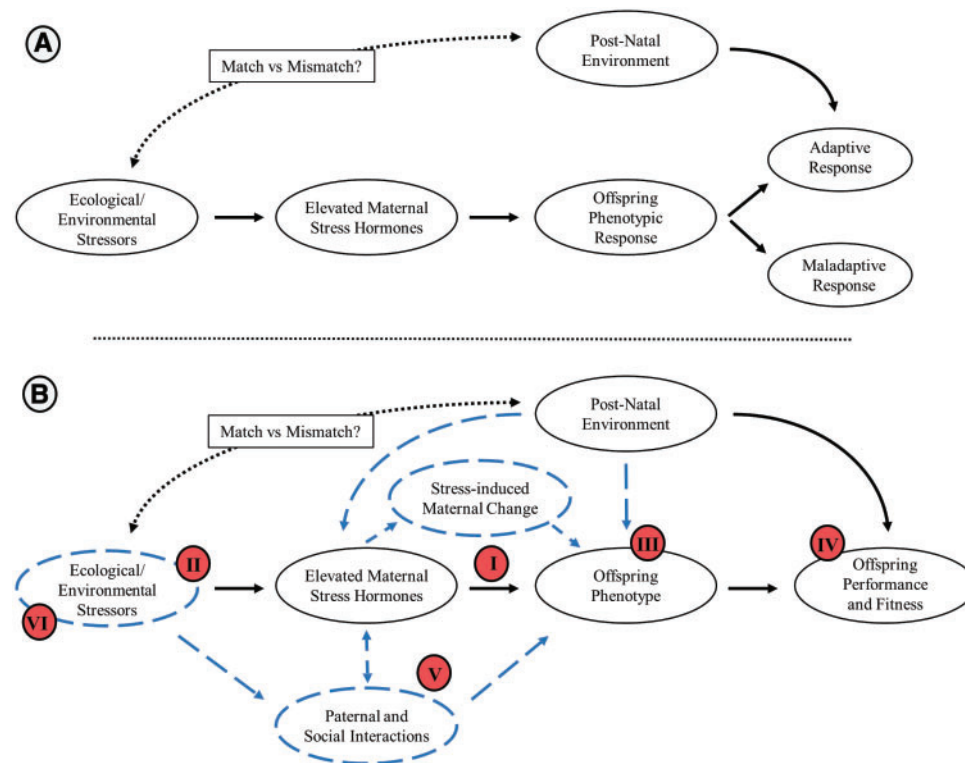 A
Match vs Mismatch?
Post-Natal
Environment
Adaptive
Response
Ecological/
Environmental
Stressors
Elevated Maternal
Stress Hormones
Offspring
Phenotypic
Response
Maladaptive
Response
B
Match vs Mismatch?
Post-Natal
Environment
Stress-induced
Maternal Change
II
Ecological/
Environmental
Stressors
VI
Elevated Maternal
Stress Hormones
I
III
Offspring
Phenotype
IV
Offspring
Performance
and Fitness
V
Paternal and
Social Interactions